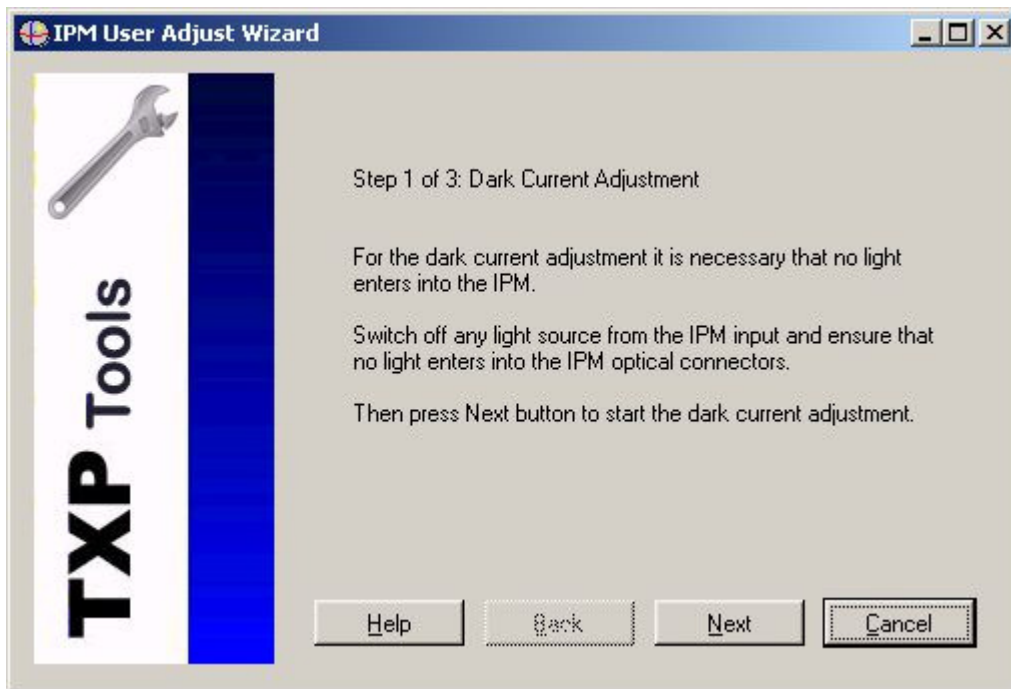 IPM User Adjust Wizard
TXP Tools
Step 1 of 3: Dark Current Adjustment
For the dark current adjustment it is necessary that no light
enters into the IPM.
Switch off any light source from the IPM input and ensure that
no light enters into the IPM optical connectors.
Then press Next button to start the dark current adjustment.
Help
Back
Next
Cancel